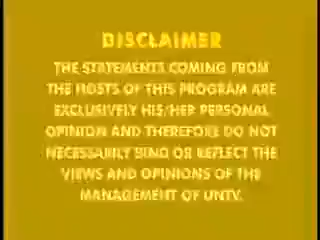 DISCLAIMER
THE STATEMENTS COMING FROM
THE HOSTS OF THIS PROGRAM ARE
EXCLUSIVELY HIS/HER PERSONAL
OPINION AND THEREFORE DO NOT
NECESSARILY BIND OR REFLECT THE
VIEWS AND OPINIONS OF THE
MANAGEMENT OF UNTV.